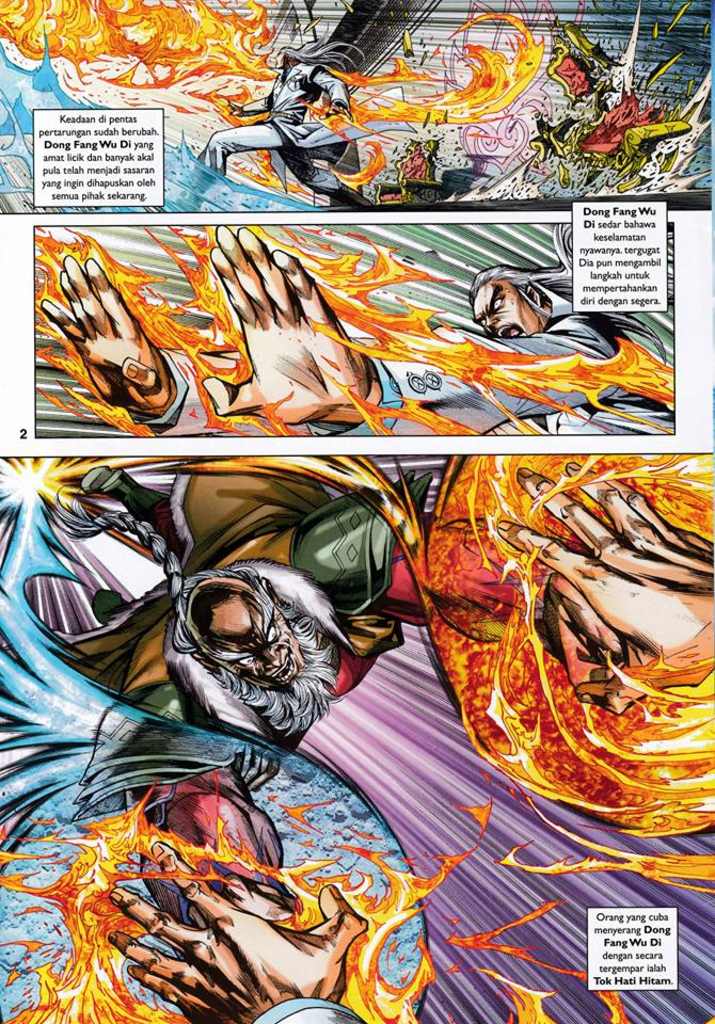 Keadaan di pentas
pertarungan sudah berubah.
Dong Fang Wu Di yang
amat licik dan banyak akal
pula telah menjadi sasaran
yang ingin dihapuskan oleh
semua pihak sekarang.
Dong Fang Wu
Di sedar bahawa
keselamatan
nyawanya. tergugat
Dia pun mengambil
langkah untuk
mempertahankan
diri dengan segera.
2
Orang yang cuba
menyerang Dong
Fang Wu Di
dengan secara
tergempar ialah
Tok Hati Hitam.